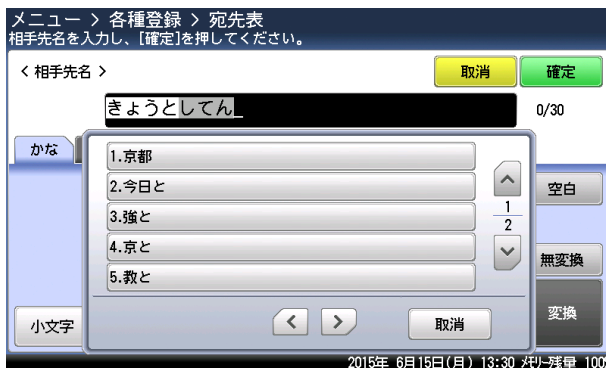 メニュー > 各種登録 > 宛先表
相手先名を入力し、[確定]を押してください。
< 相手先名 >
取消
確定
きょうとしてん_
0/30
かな
1.京都
2.今日と
3.強と
4.京と
5.教と
1
2
空白
無変換
変換
小文字
< >
取消
2015年 6月15日(月) 13:30 メモリー残量 100